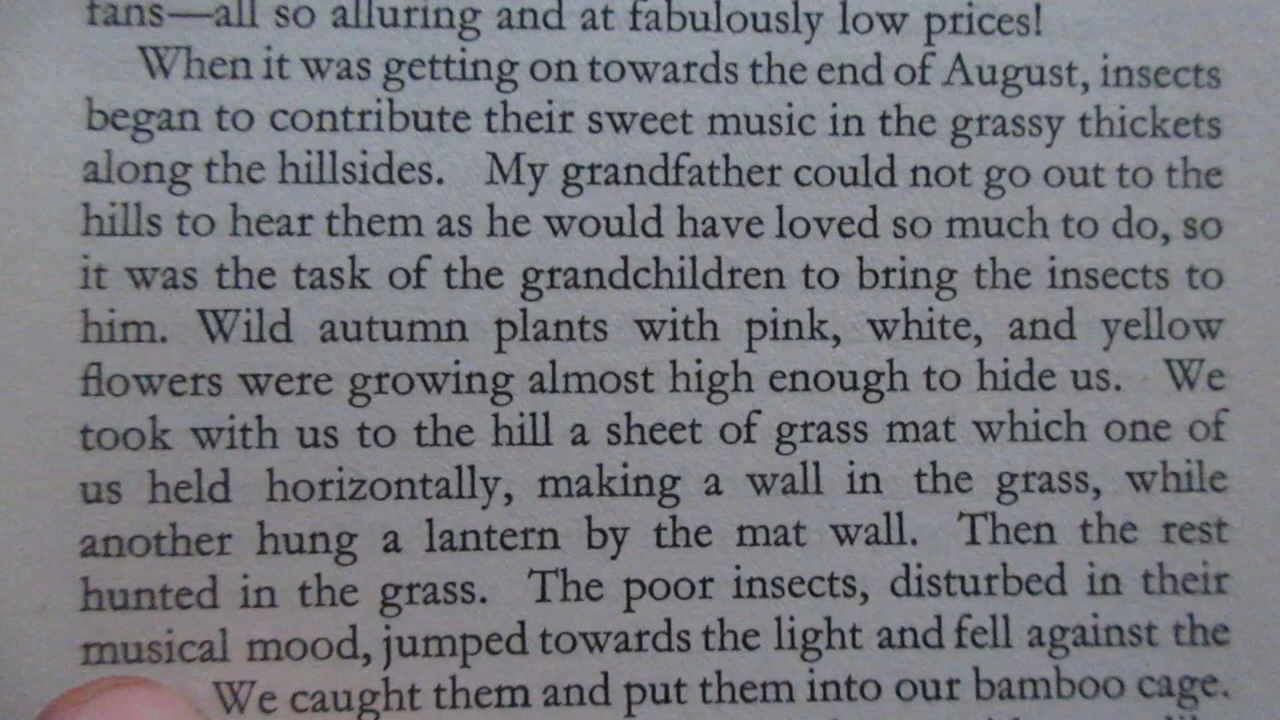 fans—all so alluring and at fabulously low prices!
When it was getting on towards the end of August, insects
began to contribute their sweet music in the grassy thickets
along the hillsides. My grandfather could not go out to the
hills to hear them as he would have loved so much to do, so
it was the task of the grandchildren to bring the insects to
him. Wild autumn plants with pink, white, and yellow
flowers were growing almost high enough to hide us. We
took with us to the hill a sheet of grass mat which one of
us held horizontally, making a wall in the grass, while
another hung a lantern by the mat wall. Then the rest
hunted in the grass. The poor insects, disturbed in their
musical mood, jumped towards the light and fell against the
We caught them and put them into our bamboo cage.